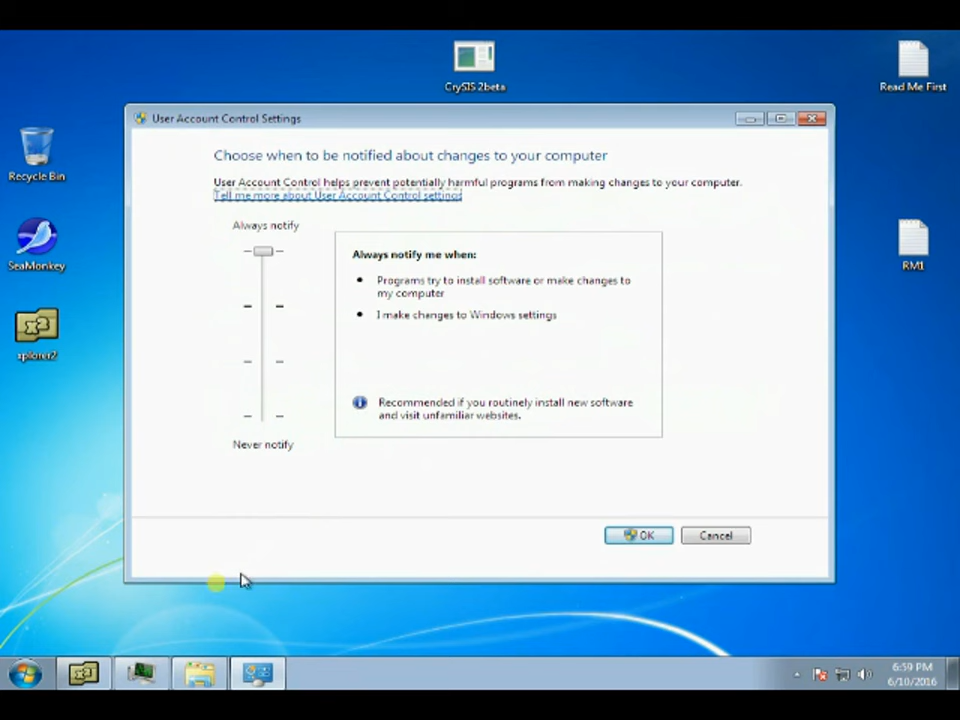 CrySIS 2beta
Read Me First
User Account Control Settings
Choose when to be notified about changes to your computer
Recycle Bin
User Account Control helps prevent potentially harmful programs from making changes to your computer.
Tell me more about User Account Control settings
Always notify
SeaMonkey
RM1
Always notify me when:
Programs try to install software or make changes to
my computer
I make changes to Windows settings
x2
xplorer2
Recommended if you routinely install new software
and visit unfamiliar websites.
Never notify
OK
Cancel
x2
6:59 PM
6/10/2016